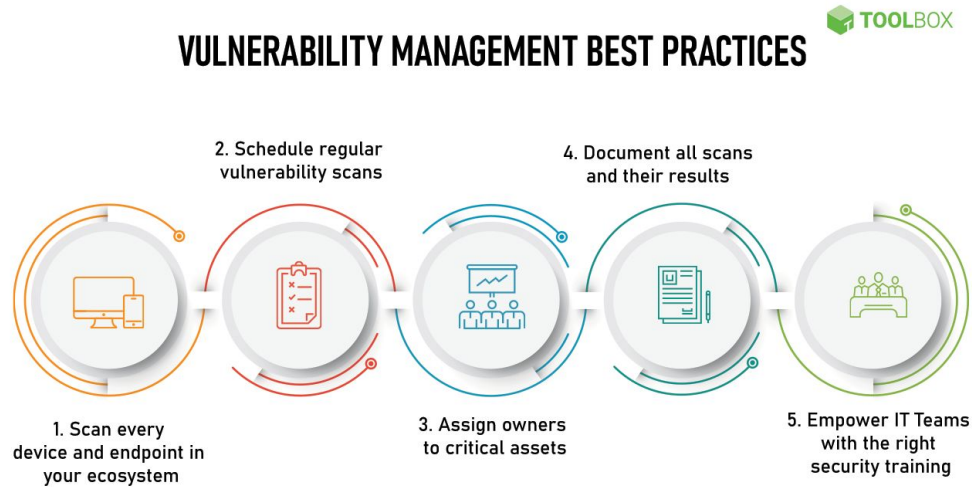 TOOLBOX
VULNERABILITY MANAGEMENT BEST PRACTICES
1. Scan every
device and endpoint in
your ecosystem
2. Schedule regular
vulnerability scans
3. Assign owners
to critical assets
4. Document all scans
and their results
5. Empower IT Teams
with the right
security training